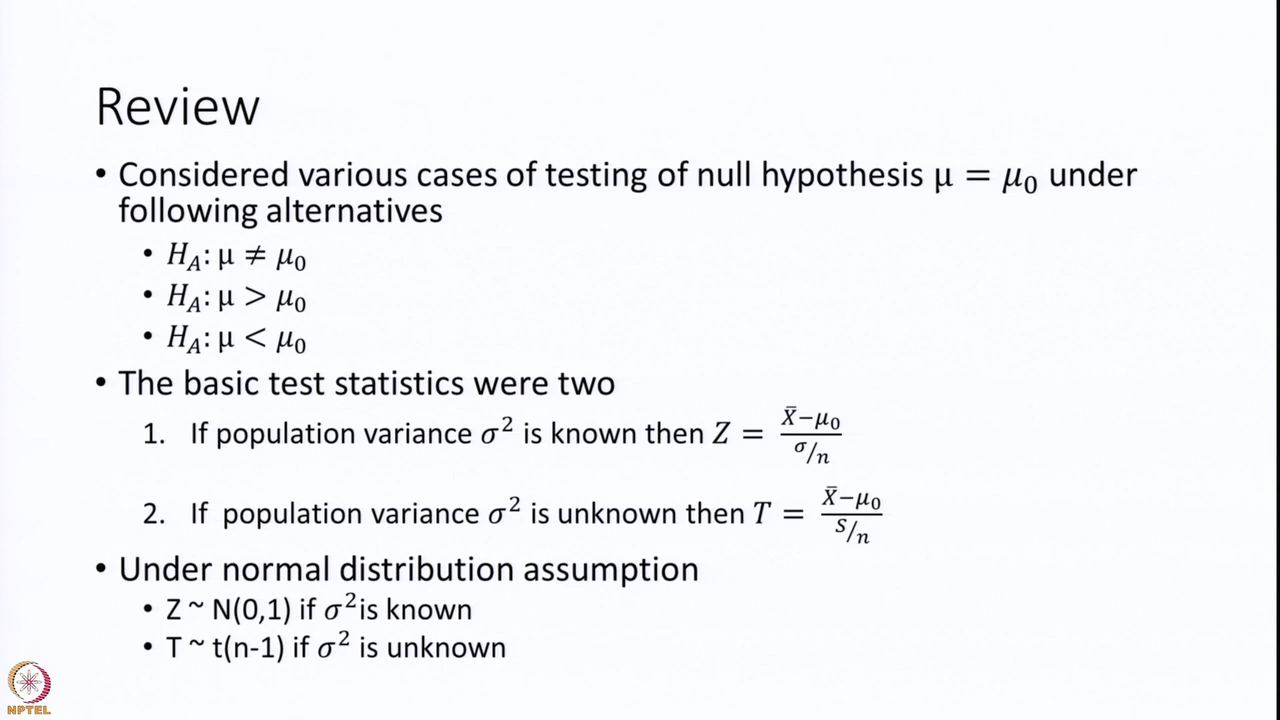 Review
• Considered various cases of testing of null hypothesis μ = μ₀ under
following alternatives
• H_A: μ ≠ μ₀
• H_A: μ > μ₀
• H_A: μ < μ₀
• The basic test statistics were two
1. If population variance σ² is known then Z = (X̄−μ₀)/(σ/n)
2. If population variance σ² is unknown then T = (X̄−μ₀)/(S/n)
• Under normal distribution assumption
• Z ~ N(0,1) if σ²is known
• T ~ t(n-1) if σ² is unknown
NPTEL